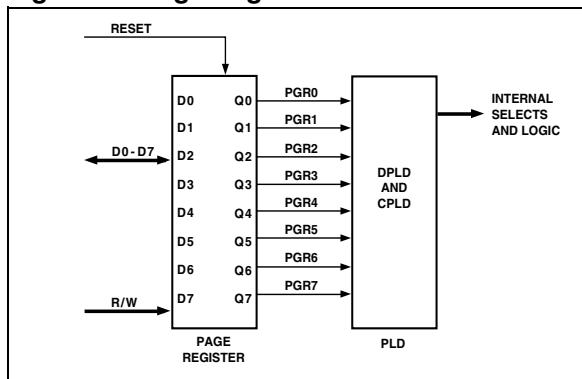 RESET
D0 Q0 PGR0
D1 Q1 PGR1
D0 - D7 D2 Q2 PGR2
D3 Q3 PGR3
D4 Q4 PGR4
D5 Q5 PGR5
D6 Q6 PGR6
R/W D7 Q7 PGR7
DPLD
AND
CPLD
INTERNAL
SELECTS
AND LOGIC
PAGE
REGISTER
PLD